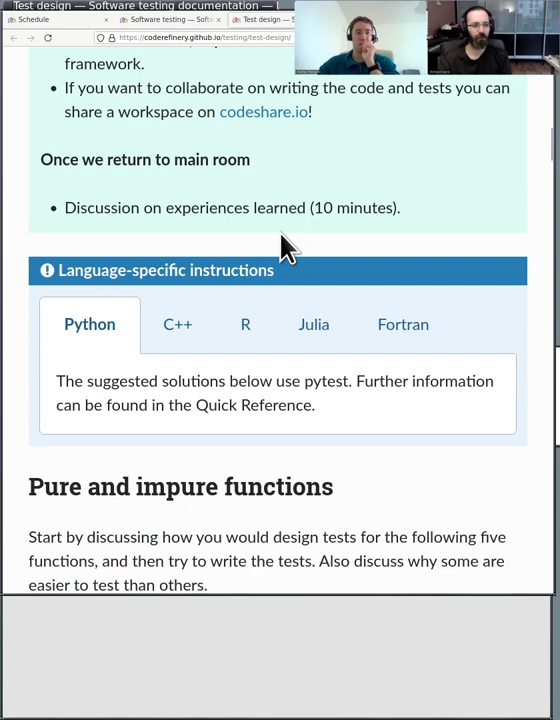 Test design — Software testing documentation — [
Schedule
Software testing — Soft
Test design — S
https://coderefinery.github.io/testing/test-design/
framework.
• If you want to collaborate on writing the code and tests you can
share a workspace on codeshare.io!
Once we return to main room
• Discussion on experiences learned (10 minutes).
Language-specific instructions
Python C++ R Julia Fortran
The suggested solutions below use pytest. Further information
can be found in the Quick Reference.
Pure and impure functions
Start by discussing how you would design tests for the following five
functions, and then try to write the tests. Also discuss why some are
easier to test than others.